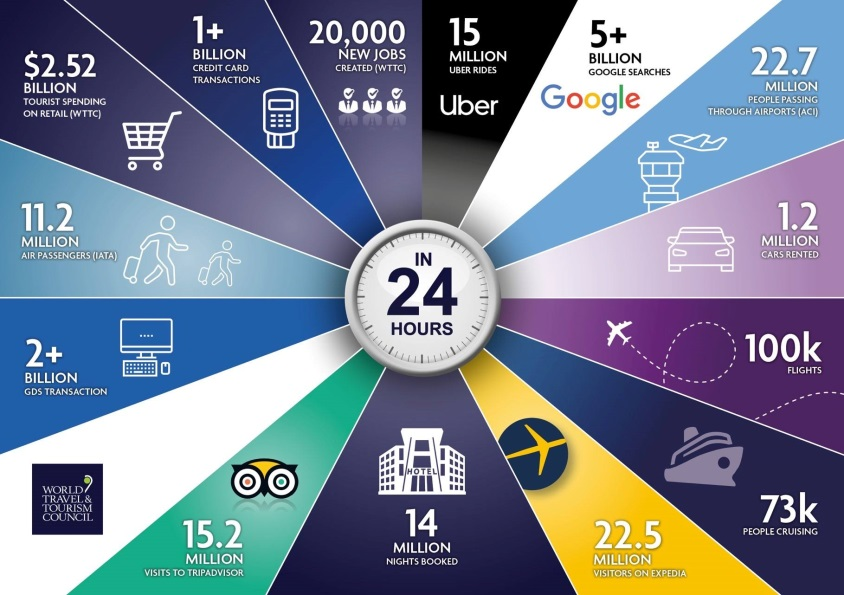 $2.52
BILLION
TOURIST SPENDING
ON RETAIL (WTTC)
1+
BILLION
CREDIT CARD
TRANSACTIONS
20,000
NEW JOBS
CREATED (WTTC)
15
MILLION
UBER RIDES
Uber
5+
BILLION
GOOGLE SEARCHES
Google
22.7
MILLION
PEOPLE PASSING
THROUGH AIRPORTS (ACI)
11.2
MILLION
AIR PASSENGERS (IATA)
1.2
MILLION
CARS RENTED
IN
24
HOURS
2+
BILLION
GDS TRANSACTION
100k
FLIGHTS
WORLD
TRAVEL &
TOURISM
COUNCIL
15.2
MILLION
VISITS TO TRIPADVISOR
HOTEL
14
MILLION
NIGHTS BOOKED
22.5
MILLION
VISITORS ON EXPEDIA
73k
PEOPLE CRUISING